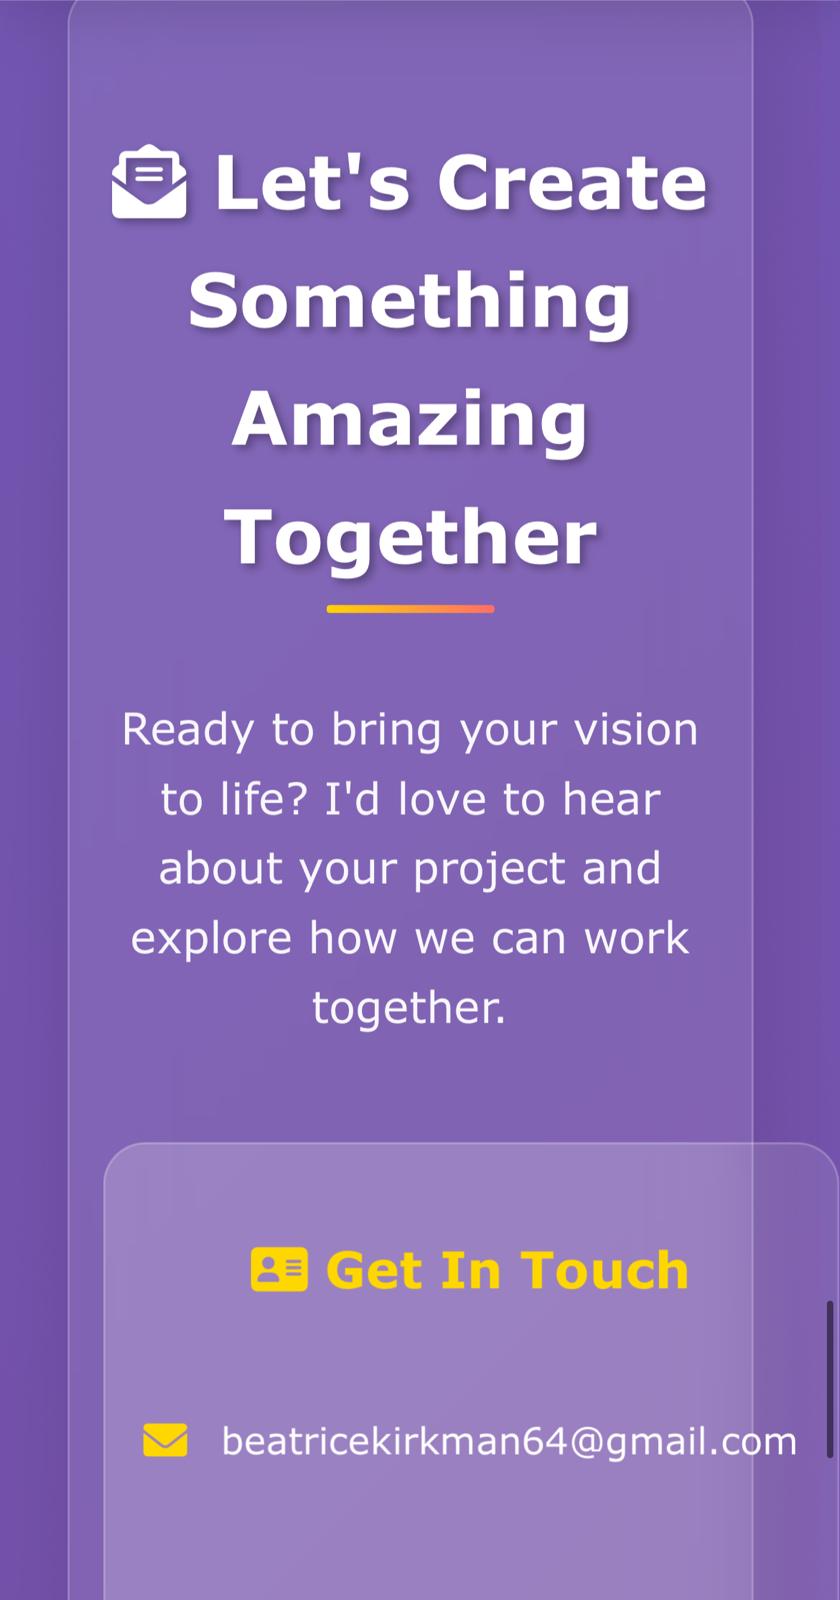 Let's Create
Something
Amazing
Together
Ready to bring your vision
to life? I'd love to hear
about your project and
explore how we can work
together.
Get In Touch
beatricekirkman64@gmail.com